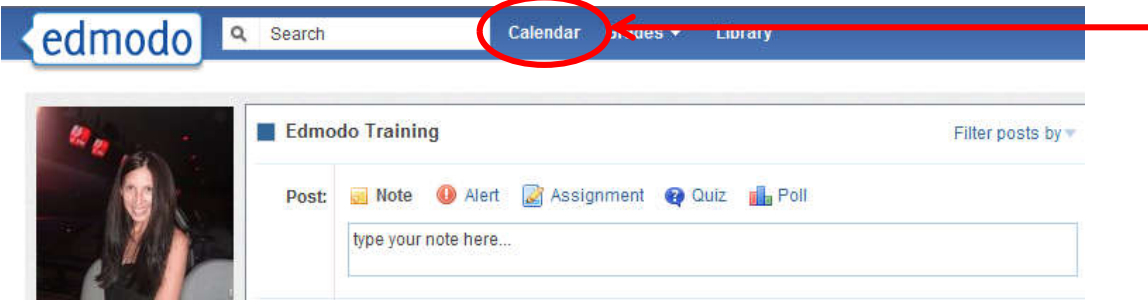 edmodo Search Calendar Grades Library
Edmodo Training Filter posts by
Post: Note Alert Assignment Quiz Poll
type your note here...